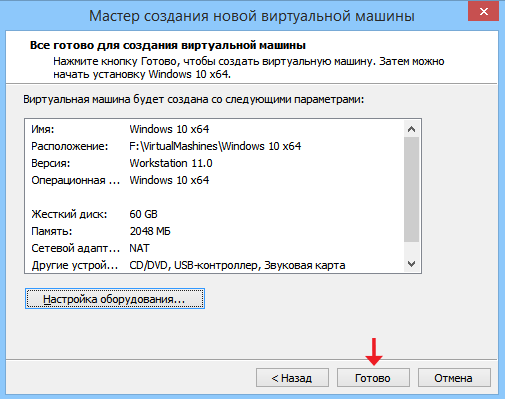 Мастер создания новой виртуальной машины
Все готово для создания виртуальной машины
Нажмите кнопку Готово, чтобы создать виртуальную машину. Затем можно
начать установку Windows 10 x64.
Виртуальная машина будет создана со следующими параметрами:
Имя: Windows 10 x64
Расположение: F:\VirtualMashines\Windows 10 x64
Версия: Workstation 11.0
Операционная ... Windows 10 x64
Жесткий диск: 60 GB
Память: 2048 МБ
Сетевой адапт... NAT
Другие устрой... CD/DVD, USB-контроллер, Звуковая карта
Настройка оборудования...
< Назад Готово Отмена